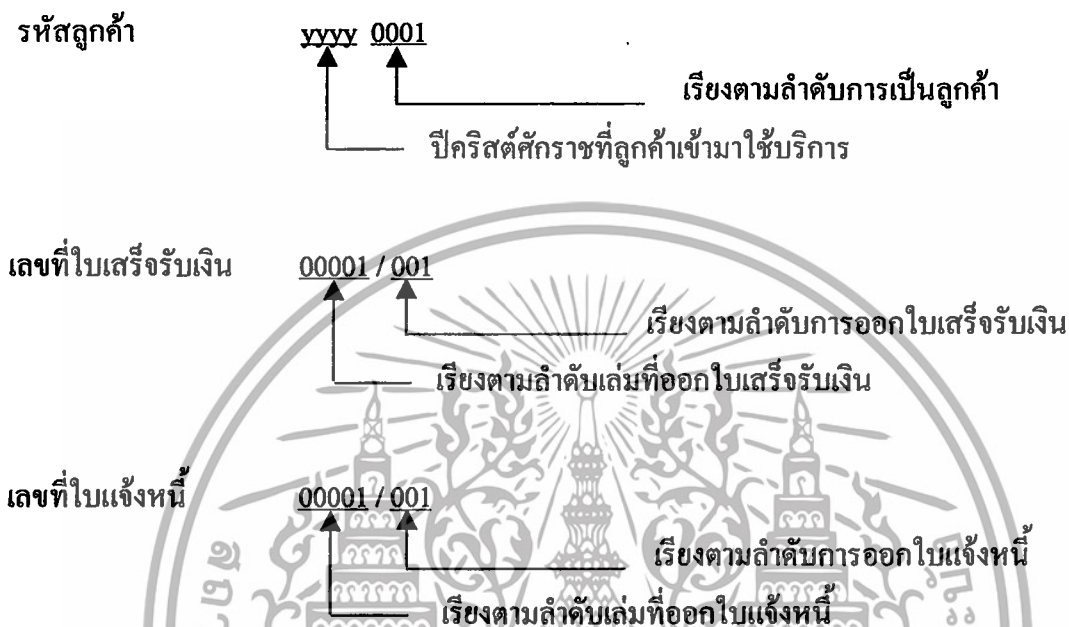 รหัสลูกค้า yyyy 0001
เรียงตามลำดับการเป็นลูกค้า
ปีคริสต์ศักราชที่ลูกค้าเข้ามาใช้บริการ
เลขที่ใบเสร็จรับเงิน 00001 / 001
เรียงตามลำดับการออกใบเสร็จรับเงิน
เรียงตามลำดับเล่มที่ออกใบเสร็จรับเงิน
เลขที่ใบแจ้งหนี้ 00001 / 001
เรียงตามลำดับการออกใบแจ้งหนี้
เรียงตามลำดับเล่มที่ออกใบแจ้งหนี้